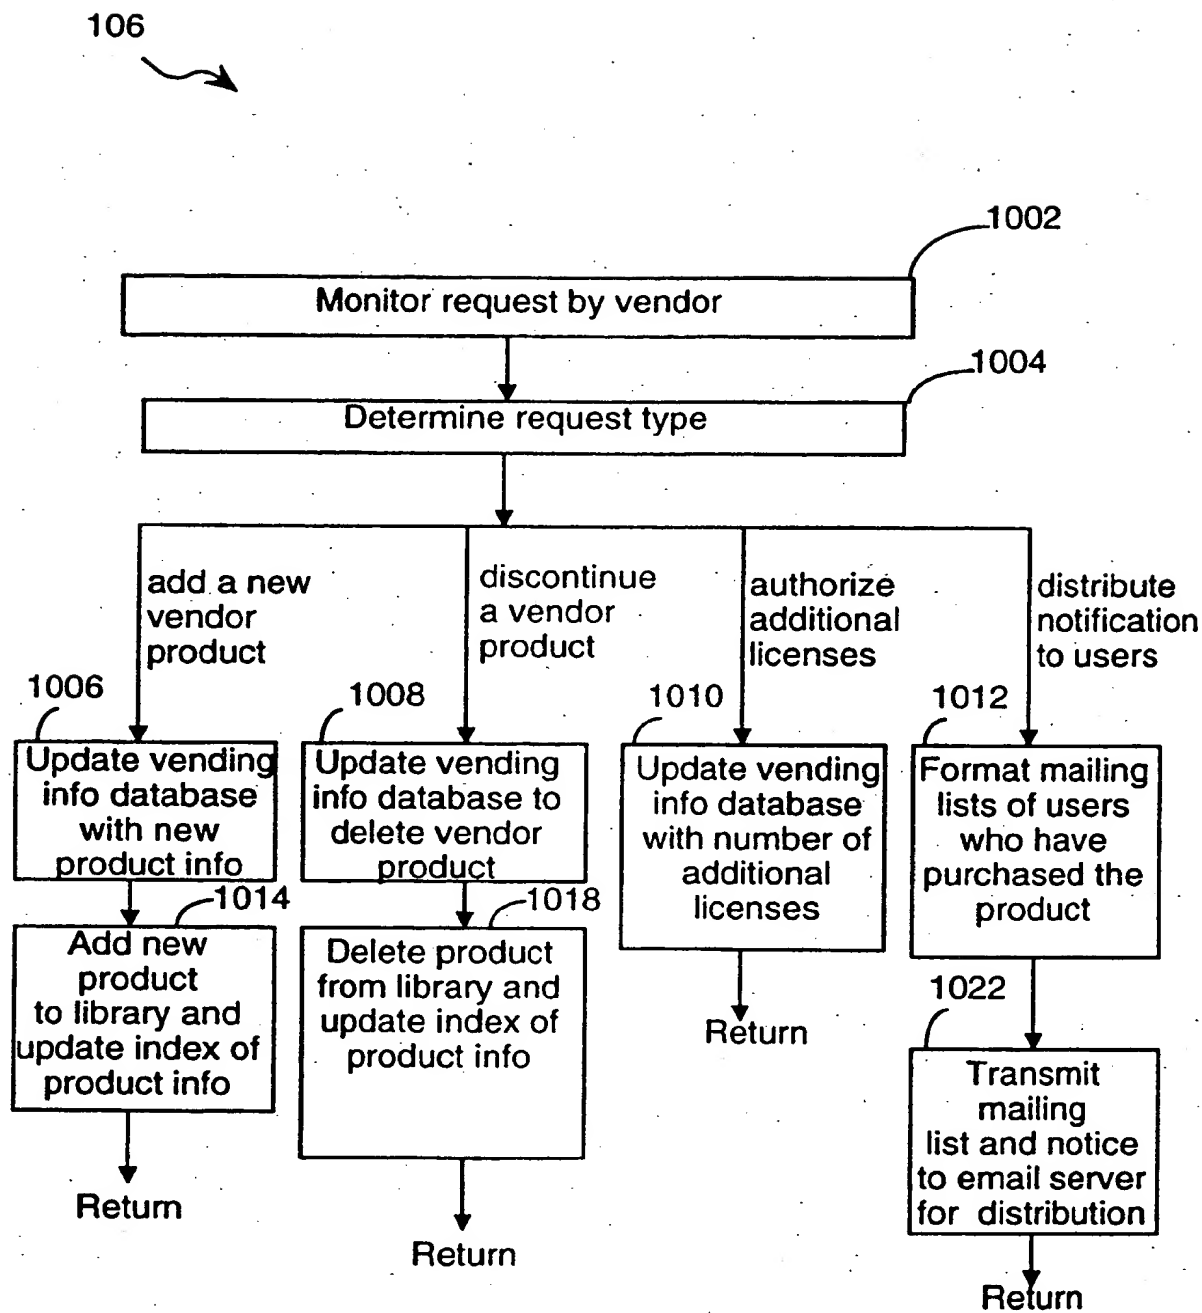 106
1002
Monitor request by vendor
1004
Determine request type
add a new
vendor
product
discontinue
a vendor
product
authorize
additional
licenses
distribute
notification
to users
1006
1008
1010
1012
Update vending
info database
with new
product info
Update vending
info database to
delete vendor
product
Update vending
info database
with number of
additional
licenses
Format mailing
lists of users
who have
purchased the
product
1014
1018
Add new
product
to library and
update index of
product info
Delete product
from library and
update index of
product info
Return
1022
Transmit
mailing
list and notice
to email server
for distribution
Return
Return
Return